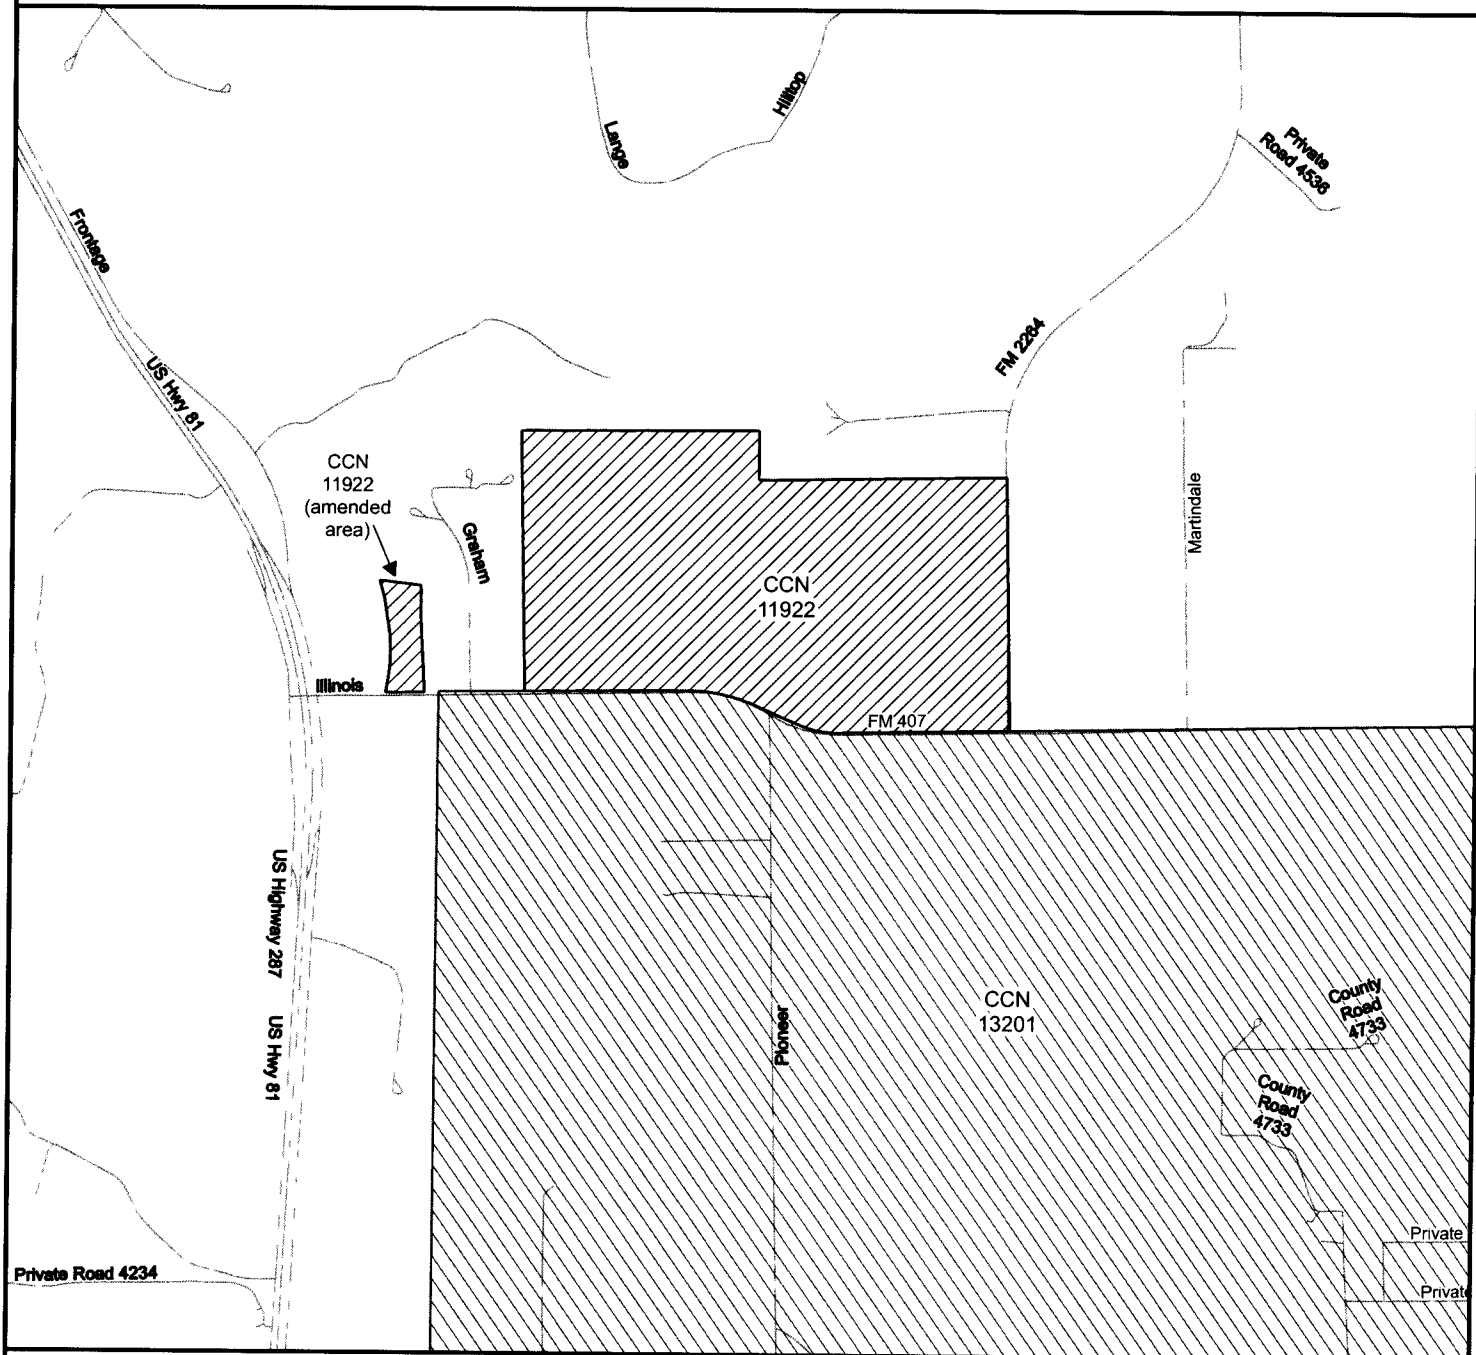 Lange
Hilltop
Private
Road 4536
Frontage
FM 2264
US Hwy 81
CCN
11922
(amended
area)
Graham
Martindale
CCN
11922
Illinois
FM 407
US Highway 287
US Hwy 81
CCN
13201
Pioneer
County
Road
4733
County
Road
4733
Private
Private Road 4234
Private